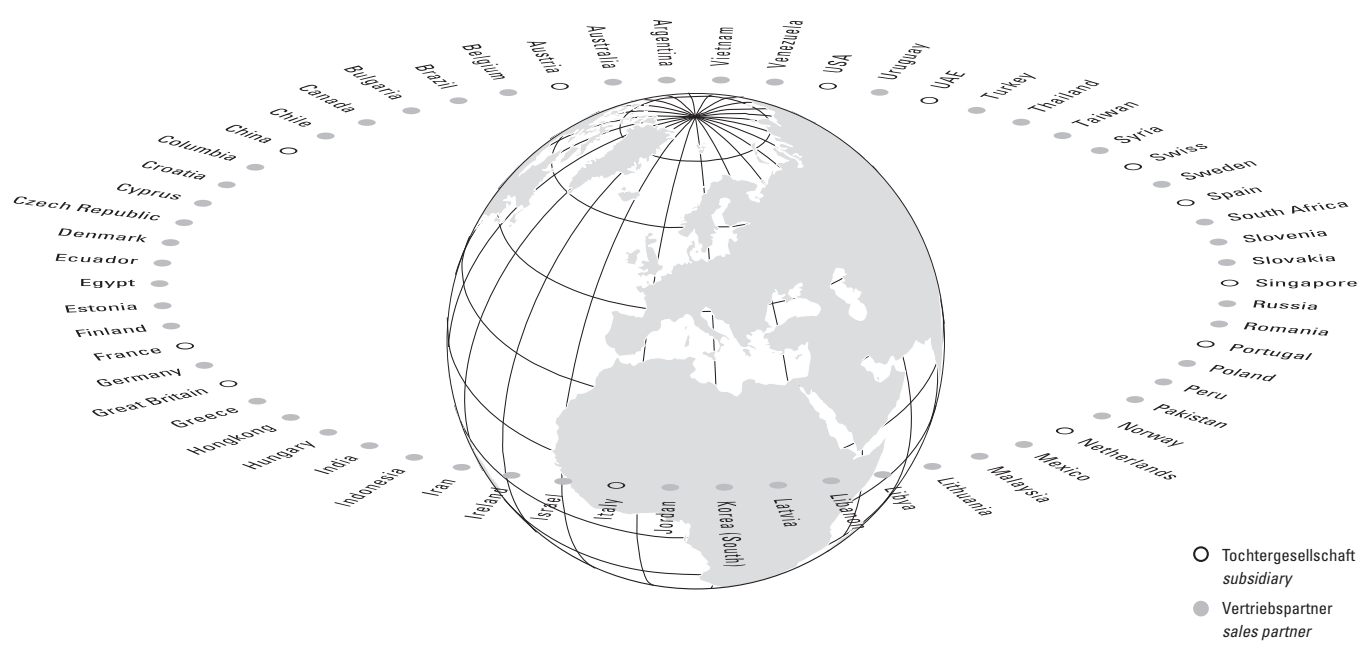 Argentina
Australia
Austria
Belgium
Brazil
Bulgaria
Canada
Chile
China
Columbia
Croatia
Cyprus
Czech Republic
Denmark
Ecuador
Egypt
Estonia
Finland
France
Germany
Great Britain
Greece
Hongkong
Hungary
India
Indonesia
Iran
Ireland
Israel
Italy
Jordan
Korea (South)
Latvia
Libanon
Libya
Lithuania
Malaysia
Mexico
Netherlands
Norway
Pakistan
Peru
Poland
Portugal
Romania
Russia
Singapore
Slovakia
Slovenia
South Africa
Spain
Sweden
Swiss
Syria
Taiwan
Thailand
Turkey
UAE
Uruguay
USA
Venezuela
Vietnam
Tochtergesellschaft
subsidiary
Vertriebspartner
sales partner